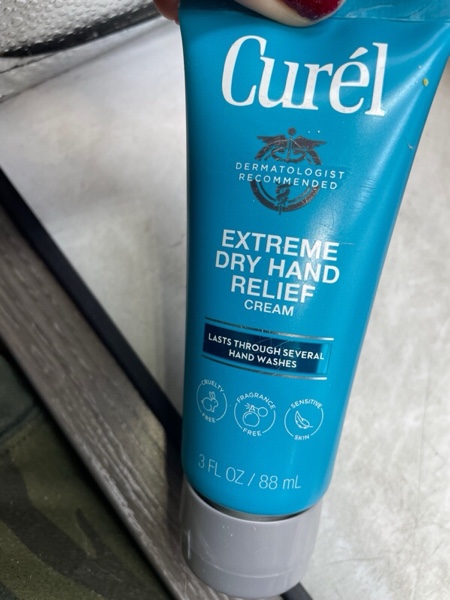 Curél
DERMATOLOGIST
RECOMMENDED
EXTREME
DRY HAND
RELIEF
CREAM
LASTS THROUGH SEVERAL
HAND WASHES
CRUELTY
FREE
FRAGRANCE
FREE
SENSITIVE
SKIN
3 FL OZ / 88 mL